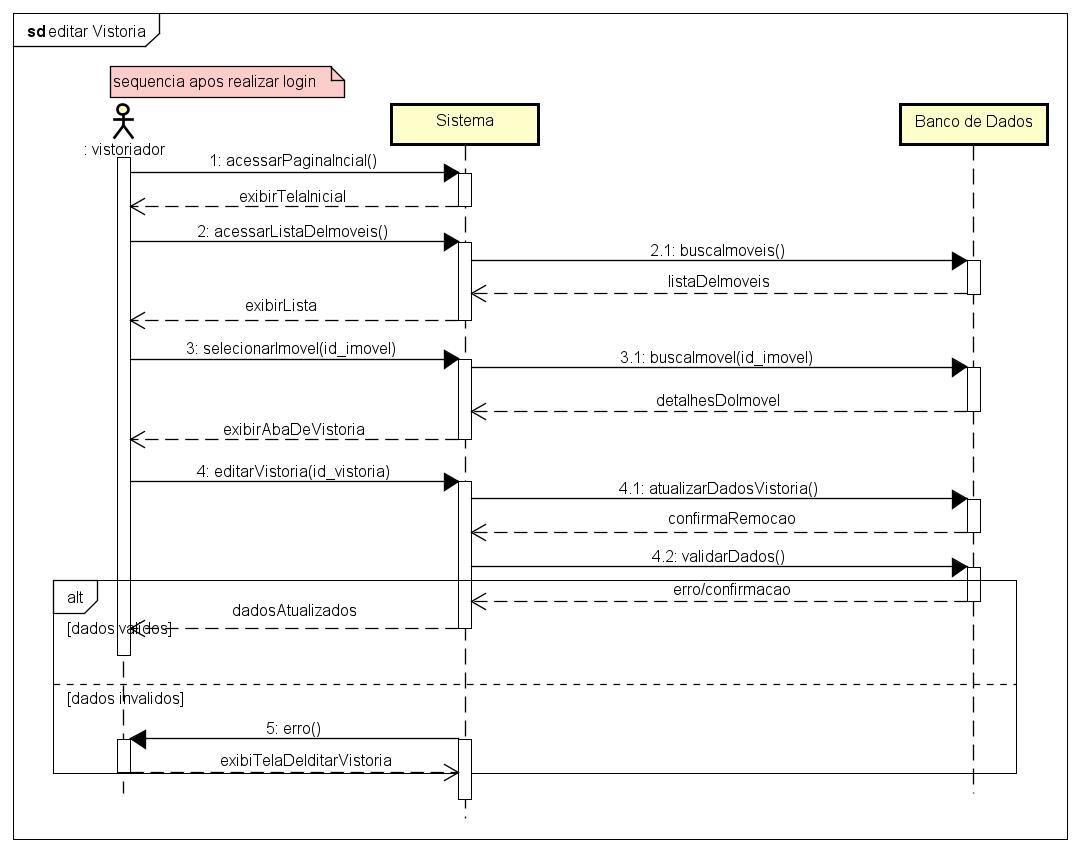 sd editar Vistoria
sequencia apos realizar login
: vistoriador
Sistema
Banco de Dados
1: acessarPaginaIncial()
exibirTelaInicial
2: acessarListaDeImoveis()
2.1: buscaImoveis()
listaDeImoveis
exibirLista
3: selecionarImovel(id_imovel)
3.1: buscaImovel(id_imovel)
detalhesDoImovel
exibirAbaDeVistoria
4: editarVistoria(id_vistoria)
4.1: atualizarDadosVistoria()
confirmaRemocao
4.2: validarDados()
alt
erro/confirmacao
dadosAtualizados
[dados validos]
[dados invalidos]
5: erro()
exibiTelaDeIditarVistoria